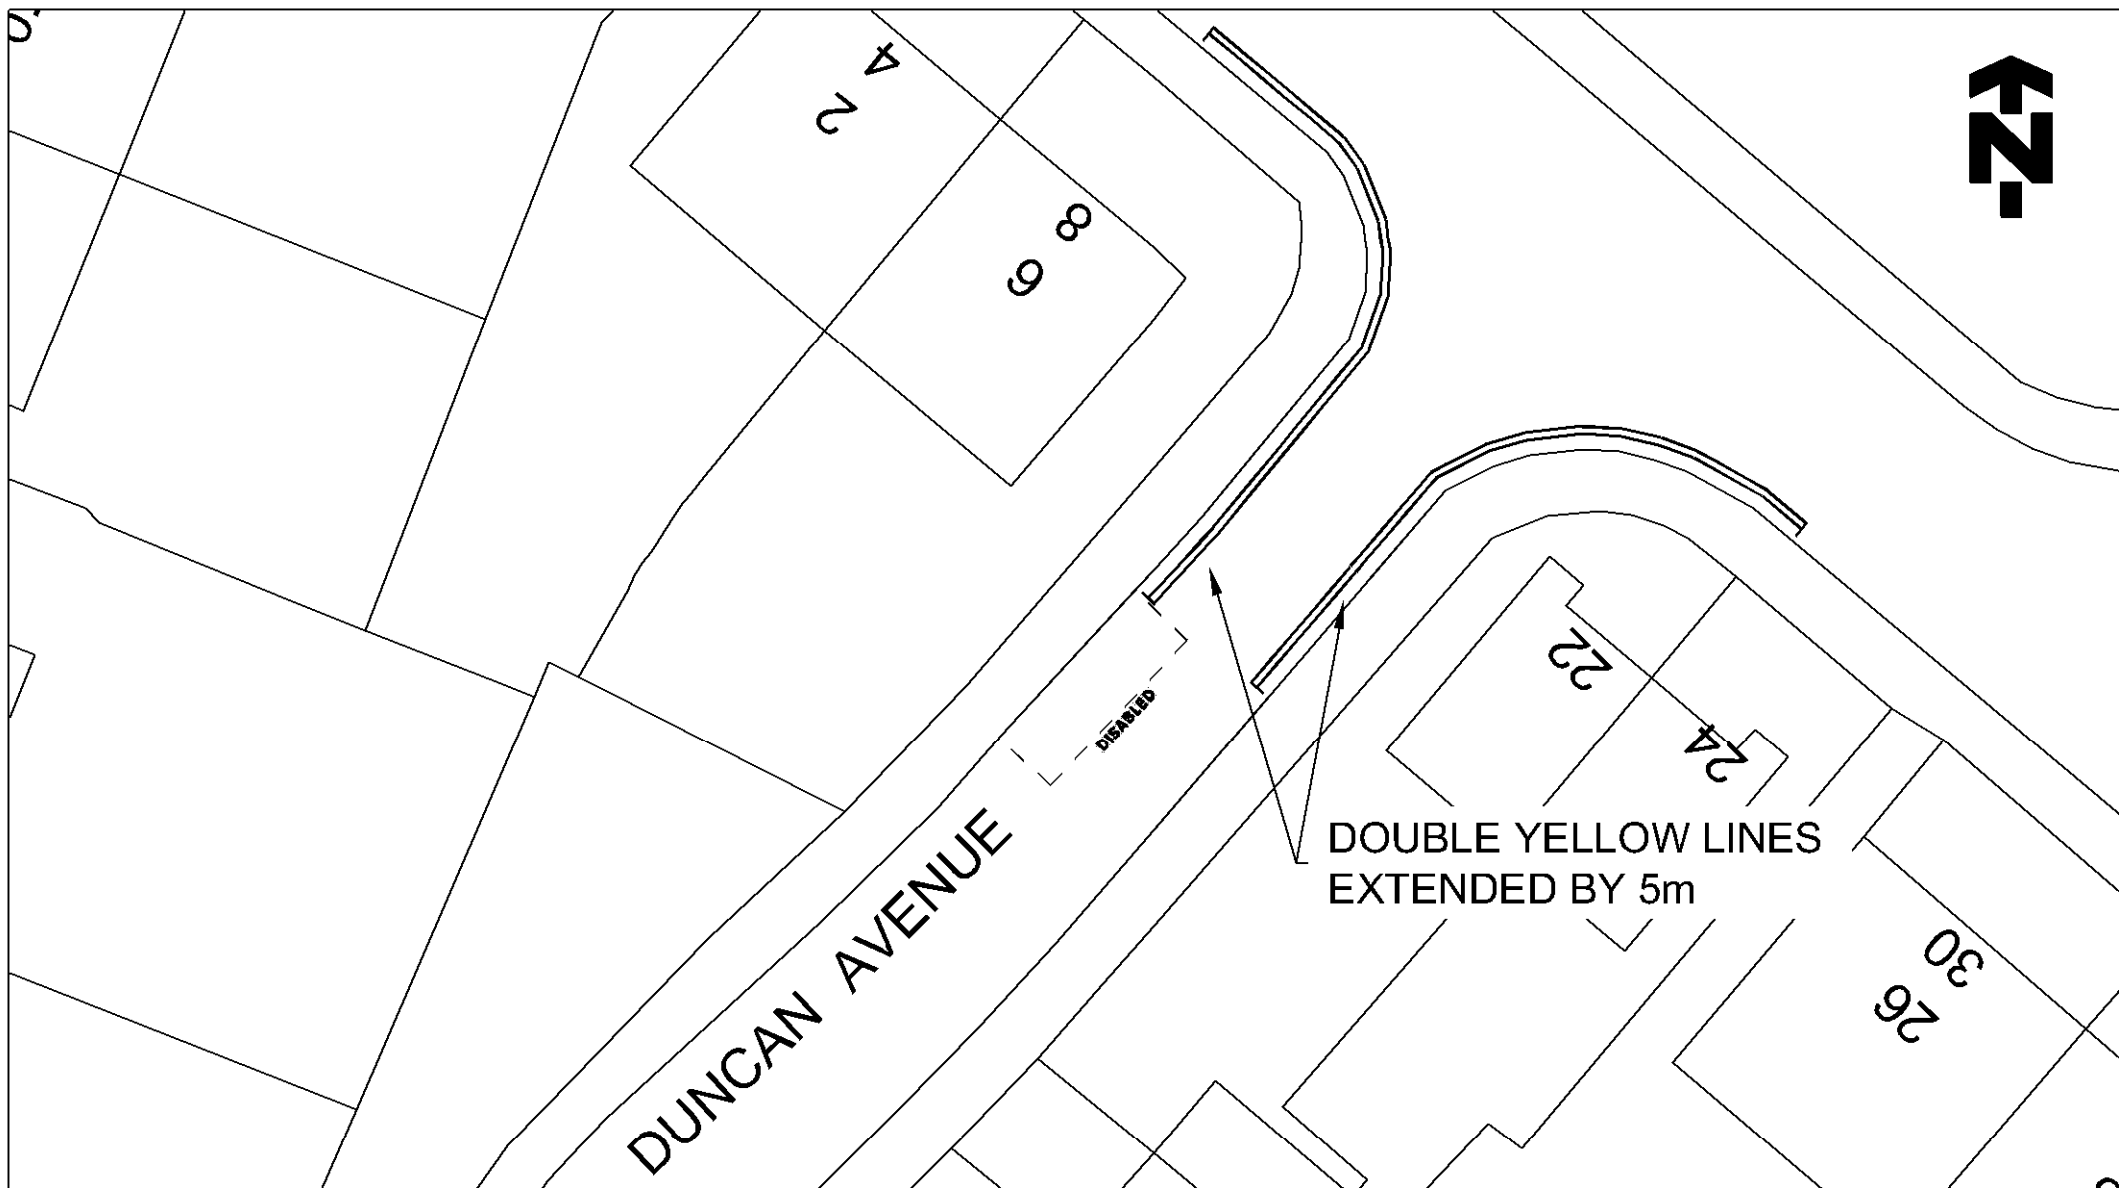 4
2
N
8
6
22
24
DISABLED
DOUBLE YELLOW LINES
EXTENDED BY 5m
DUNCAN AVENUE
30
26